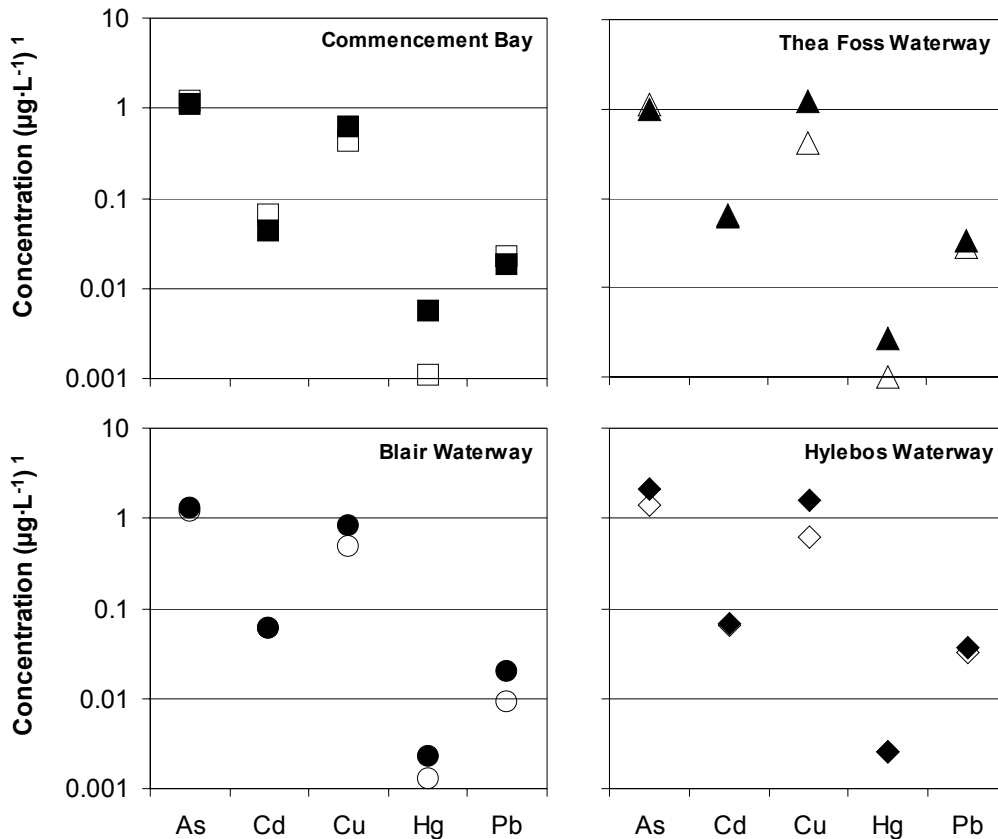 Concentration (µg·L-1) 1
10
1
0.1
0.01
0.001
Commencement Bay
Thea Foss Waterway
Concentration (µg·L-1) 1
10
1
0.1
0.01
0.001
Blair Waterway
Hylebos Waterway
As Cd Cu Hg Pb
As Cd Cu Hg Pb